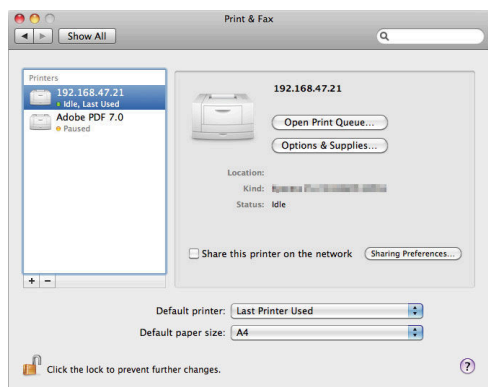 Print & Fax
Show All
Printers
192.168.47.21
Idle, Last Used
Adobe PDF 7.0
Paused
192.168.47.21
Open Print Queue...
Options & Supplies...
Location:
Kind:
Status: Idle
Share this printer on the network Sharing Preferences...
+ −
Default printer: Last Printer Used
Default paper size: A4
Click the lock to prevent further changes. ?